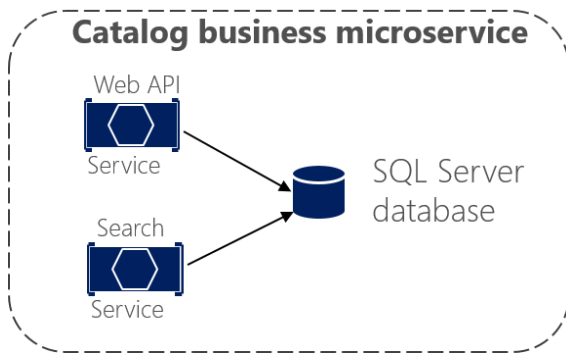 Catalog business microservice
Web API
Service
SQL Server
database
Search
Service